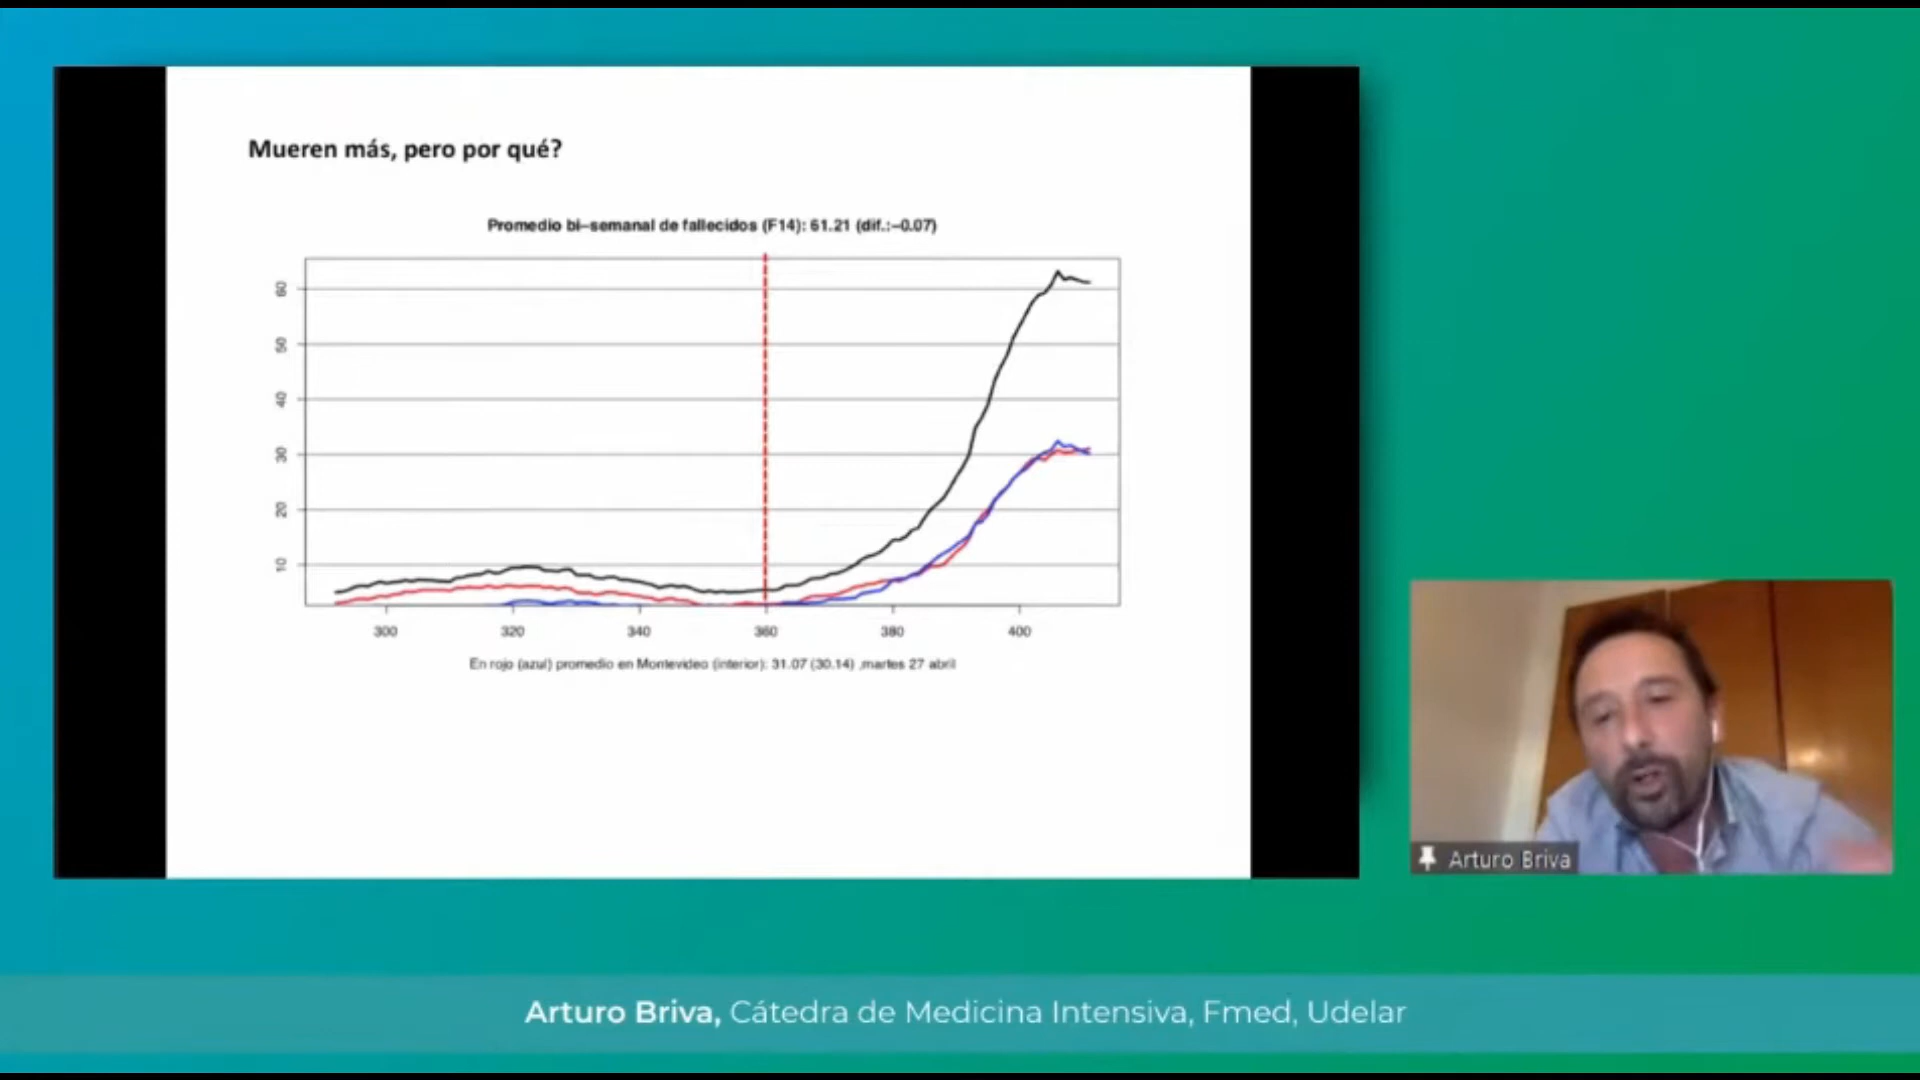 Mueren más, pero por qué?
Promedio bi–semanal de fallecidos (F14): 61.21 (dif.:–0.07)
60
50
40
30
20
10
300 320 340 360 380 400
En rojo (azul) promedio en Montevideo (interior): 31.07 (30.14) ,martes 27 abril
Arturo Briva
Arturo Briva, Cátedra de Medicina Intensiva, Fmed, Udelar